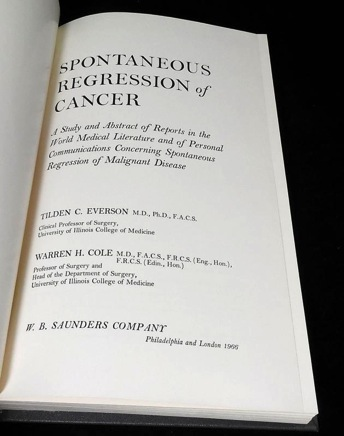 SPONTANEOUS
REGRESSION of
CANCER
A Study and Abstract of Reports in the
World Medical Literature and of Personal
Communications Concerning Spontaneous
Regression of Malignant Disease
TILDEN C. EVERSON M.D., Ph.D., F.A.C.S.
Clinical Professor of Surgery,
University of Illinois College of Medicine
WARREN H. COLE M.D., F.A.C.S., F.R.C.S. (Eng., Hon.),
F.R.C.S. (Edin., Hon.)
Professor of Surgery and
Head of the Department of Surgery,
University of Illinois College of Medicine
W. B. SAUNDERS COMPANY
Philadelphia and London 1966